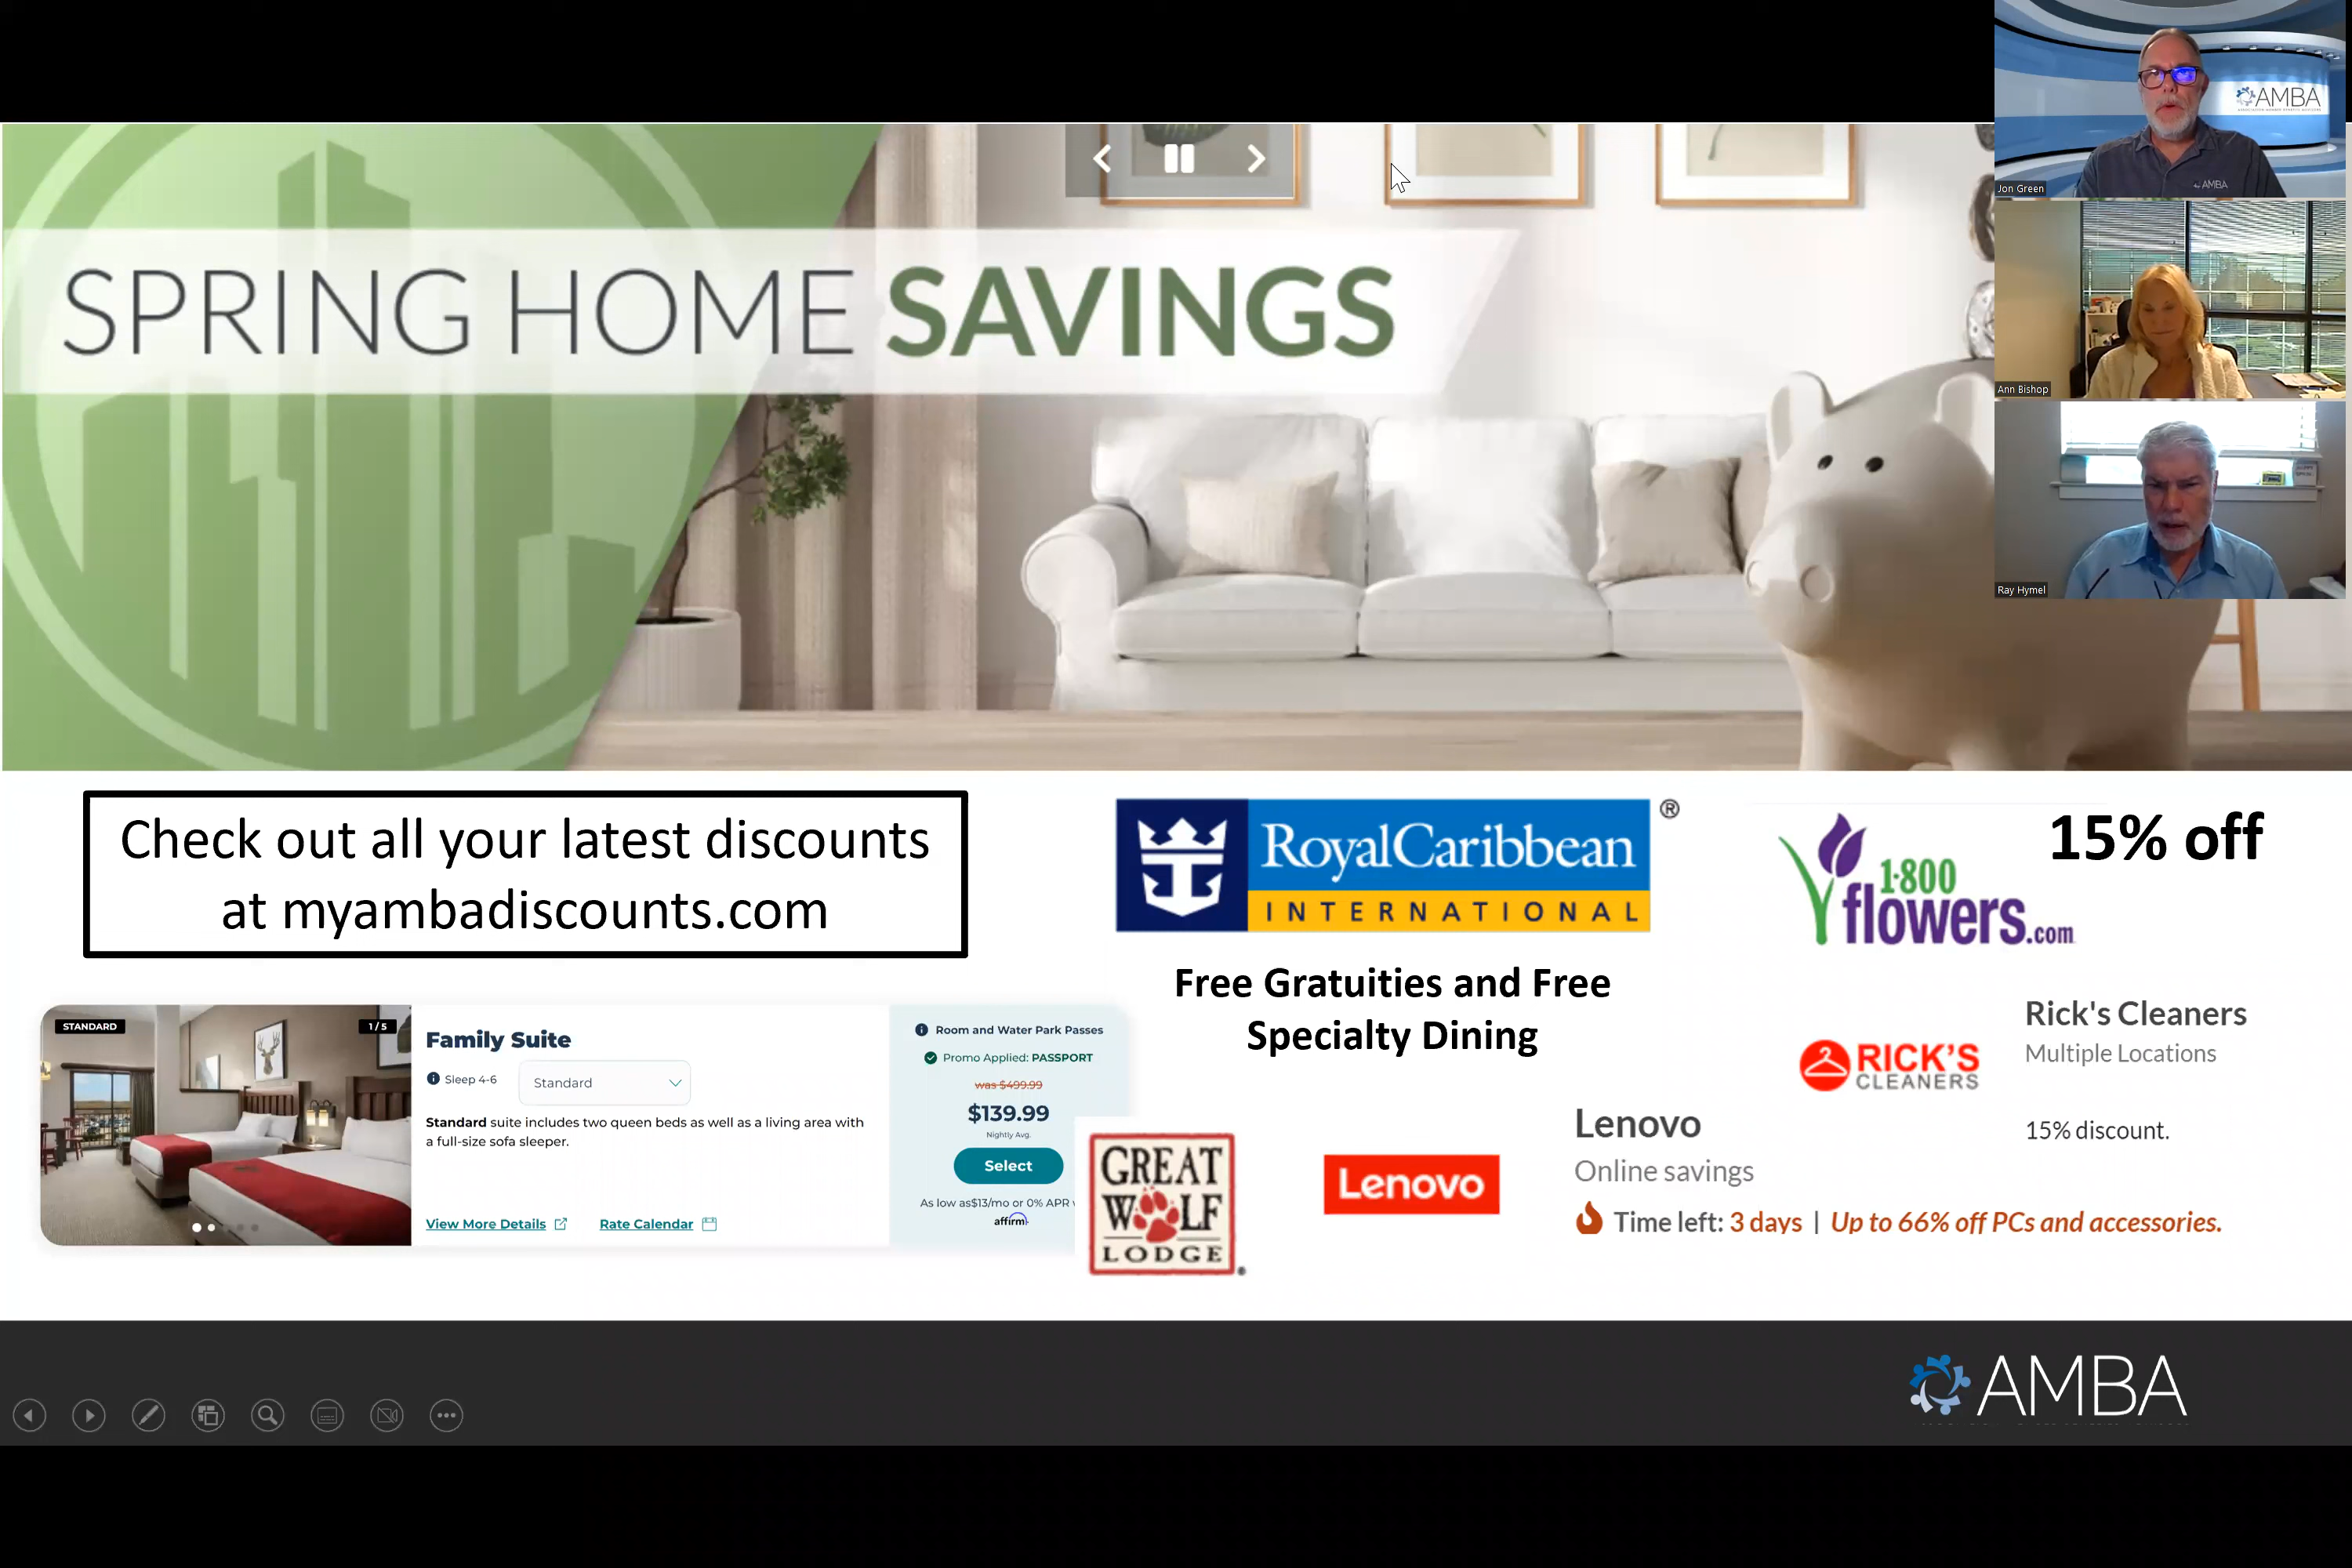 AMBA
AMBA
Jon Green
Ann Bishop
Ray Hymel
SPRING HOME SAVINGS
Check out all your latest discounts
at myambadiscounts.com
RoyalCaribbean ®
INTERNATIONAL
Free Gratuities and Free
Specialty Dining
1·800
flowers.com
15% off
STANDARD
1/5
Family Suite
Sleep 4-6
Standard
Standard suite includes two queen beds as well as a living area with
a full-size sofa sleeper.
View More Details
Rate Calendar
Room and Water Park Passes
Promo Applied: PASSPORT
was $499.99
$139.99
Nightly Avg.
Select
As low as$13/mo or 0% APR
affirm
GREAT
WOLF
LODGE
Lenovo
Lenovo
Online savings
Time left: 3 days | Up to 66% off PCs and accessories.
RICK'S
CLEANERS
Rick's Cleaners
Multiple Locations
15% discount.
AMBA